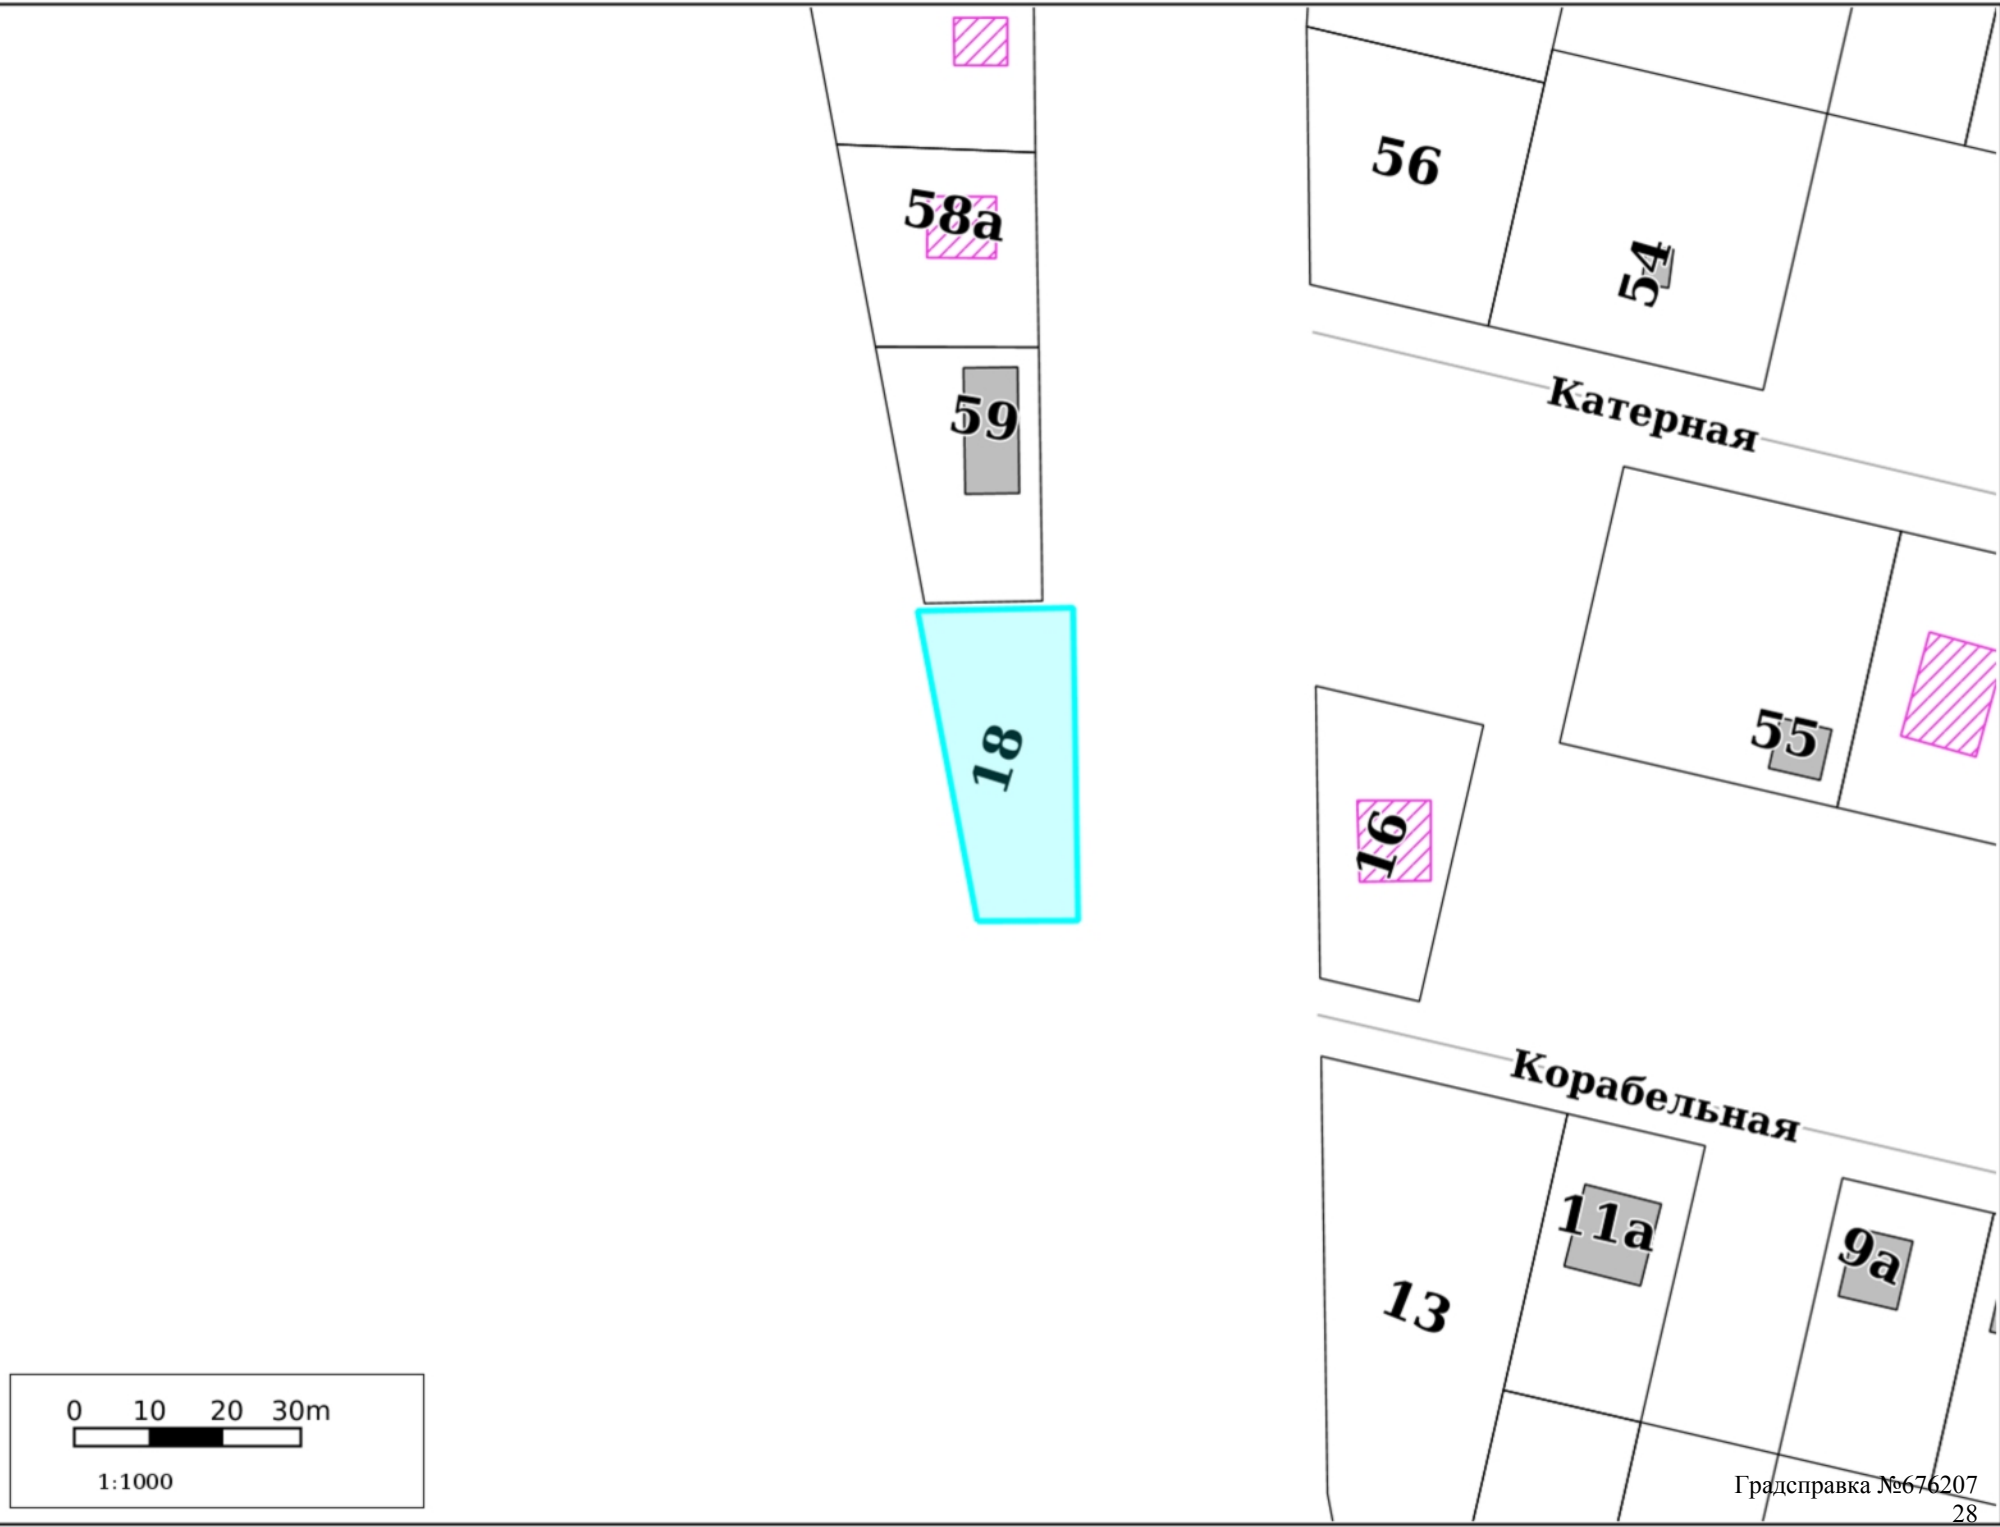 56
58а
54
Катерная
59
55
18
16
Корабельная
11а
9а
13
0 10 20 30m
1:1000
Градсправка №676207
28